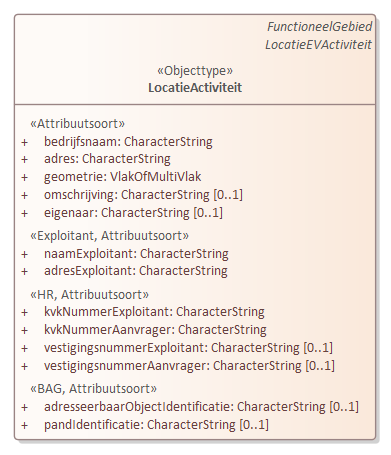 FunctioneelGebied
LocatieEVActiviteit
«Objecttype»
LocatieActiviteit
«Attribuutsoort»
+ bedrijfsnaam: CharacterString
+ adres: CharacterString
+ geometrie: VlakOfMultiVlak
+ omschrijving: CharacterString [0..1]
+ eigenaar: CharacterString [0..1]
«Exploitant, Attribuutsoort»
+ naamExploitant: CharacterString
+ adresExploitant: CharacterString
«HR, Attribuutsoort»
+ kvkNummerExploitant: CharacterString
+ kvkNummerAanvrager: CharacterString
+ vestigingsnummerExploitant: CharacterString [0..1]
+ vestigingsnummerAanvrager: CharacterString [0..1]
«BAG, Attribuutsoort»
+ adresseerbaarObjectIdentificatie: CharacterString [0..1]
+ pandIdentificatie: CharacterString [0..1]